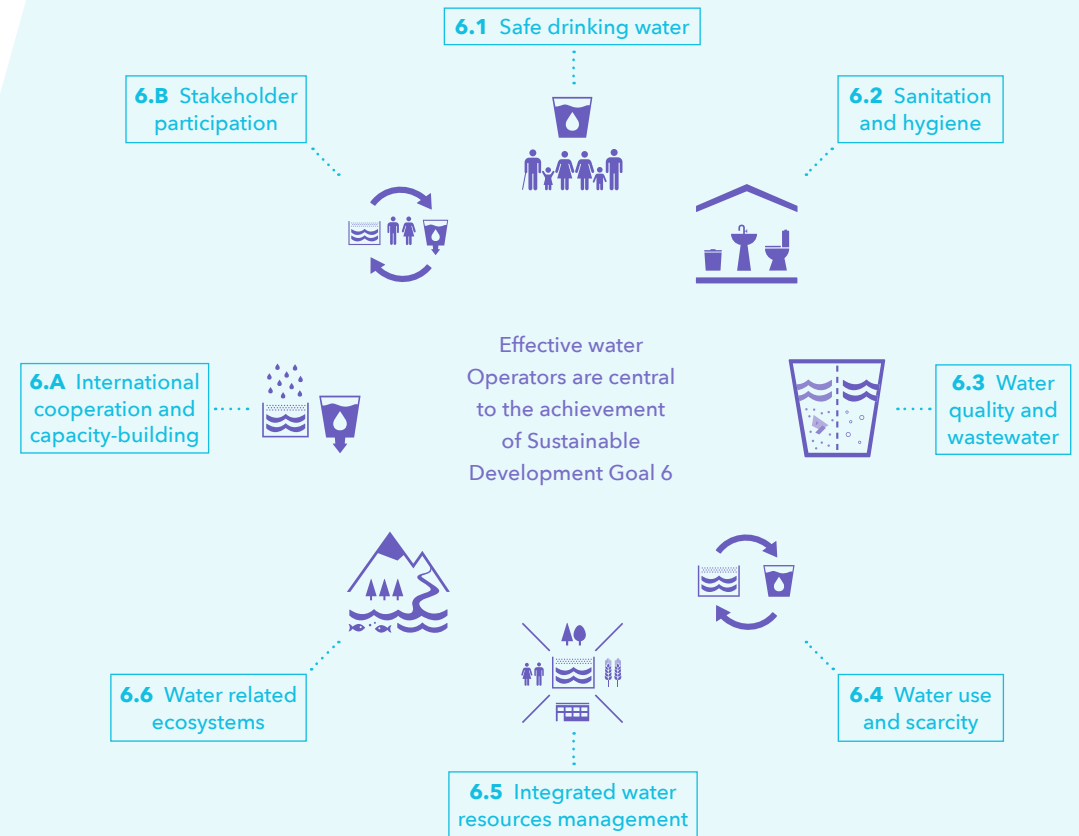 6.1 Safe drinking water
6.B Stakeholder
participation
6.2 Sanitation
and hygiene
Effective water
Operators are central
to the achievement
of Sustainable
Development Goal 6
6.A International
cooperation and
capacity-building
6.3 Water
quality and
wastewater
6.6 Water related
ecosystems
6.4 Water use
and scarcity
6.5 Integrated water
resources management